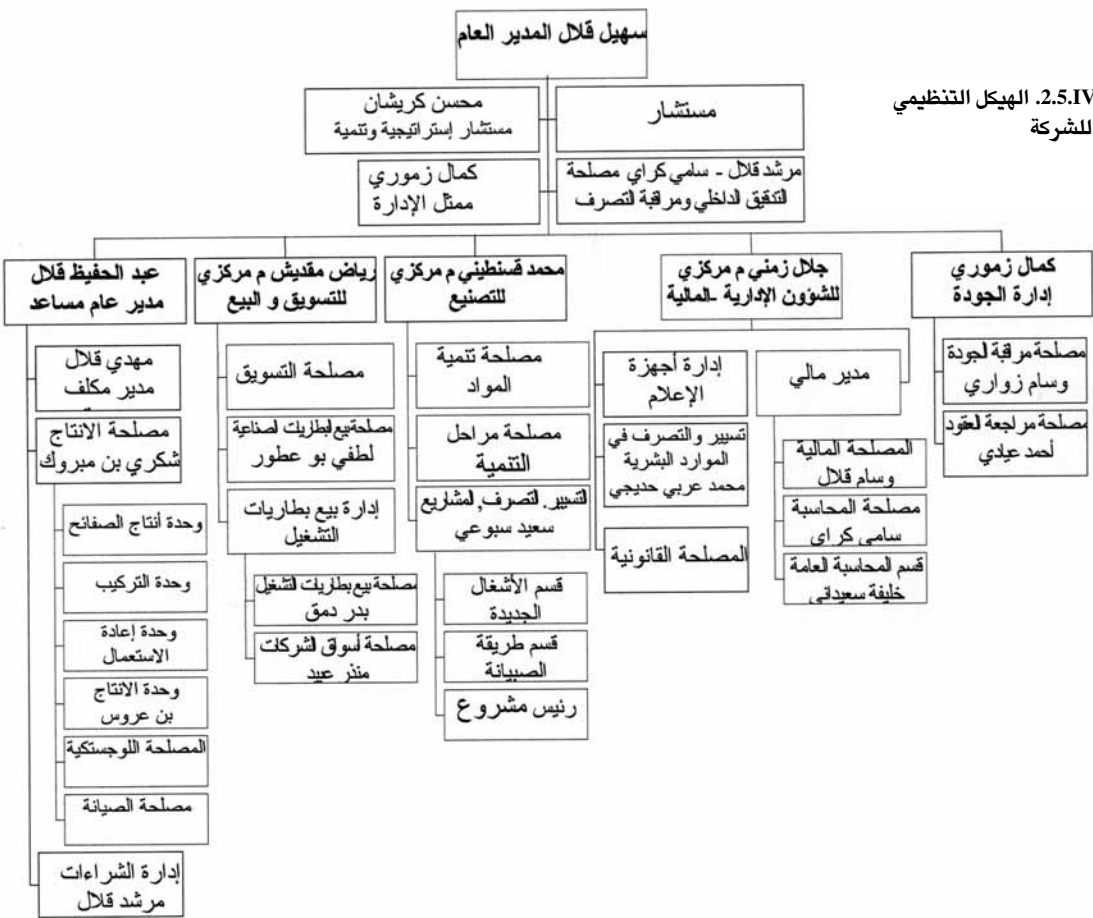 سهيل قلال المدير العام
2.5.IV. الهيكل التنظيمي
للشركة
مستشار
محسن كريشان
مستشار إستراتيجية وتنمية
مرشد قلال - سامي كراي مصلحة
التدقيق الداخلي ومراقبة التصرف
كمال زموري
ممثل الإدارة
كمال زموري
إدارة الجودة
مصلحة مراقبة الجودة
وسام زواري
مصلحة مراجعة العقود
أحمد عيادي
جلال زمني م مركزي
للشؤون الإدارية -المالية
مدير مالي
المصلحة المالية
وسام قلال
مصلحة المحاسبة
سامي كراي
قسم المحاسبة العامة
خليفة سعيداني
إدارة أجهزة
الإعلام
تسيير والتصرف في
الموارد البشرية
محمد عربي حديجي
المصلحة القانونية
محمد قسنطيني م مركزي
للتصنيع
مصلحة تنمية
المواد
مصلحة مراحل
التنمية
التسيير. التصرف, المشاريع
سعيد سبوعي
قسم الأشغال
الجديدة
قسم طريقة
الصبيانة
رئيس مشروع
رياض مقديش م مركزي
للتسويق و البيع
مصلحة التسويق
مصلحة بيع البطاريات الصناعية
لطفي بو عطور
إدارة بيع بطاريات
التشغيل
مصلحة بيع بطاريات التشغيل
بدر دمق
مصلحة أسواق الشركات
منذر عبيد
عبد الحفيظ قلال
مدير عام مساعد
مهدي قلال
مدير مكلف
مصلحة الانتاج
شكري بن مبروك
وحدة أنتاج الصفائح
وحدة التركيب
وحدة إعادة
الاستعمال
وحدة الانتاج
بن عروس
المصلحة اللوجستكية
مصلحة الصيانة
إدارة الشراءات
مرشد قلال